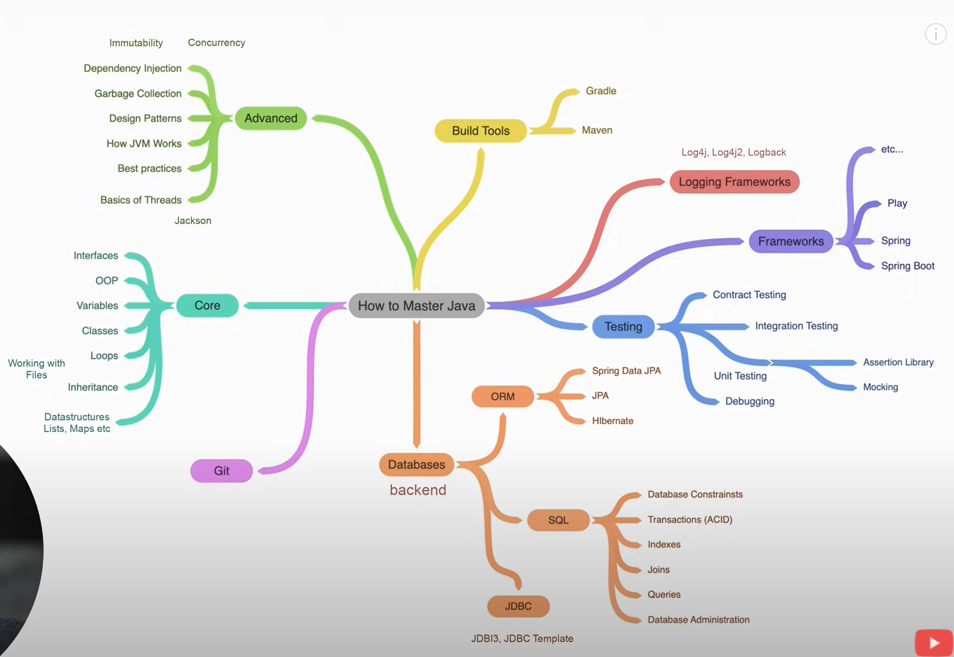 Immutability
Concurrency
Dependency Injection
Garbage Collection
Design Patterns
How JVM Works
Best practices
Basics of Threads
Jackson
Advanced
Build Tools
Gradle
Maven
Log4j, Log4j2, Logback
Logging Frameworks
Frameworks
etc...
Play
Spring
Spring Boot
Interfaces
OOP
Variables
Classes
Loops
Working with
Files
Inheritance
Datastructures
Lists, Maps etc
Core
How to Master Java
Testing
Contract Testing
Integration Testing
Unit Testing
Assertion Library
Mocking
Debugging
Git
Databases
backend
ORM
Spring Data JPA
JPA
HIbernate
SQL
Database Constrainsts
Transactions (ACID)
Indexes
Joins
Queries
Database Administration
JDBC
JDBI3, JDBC Template